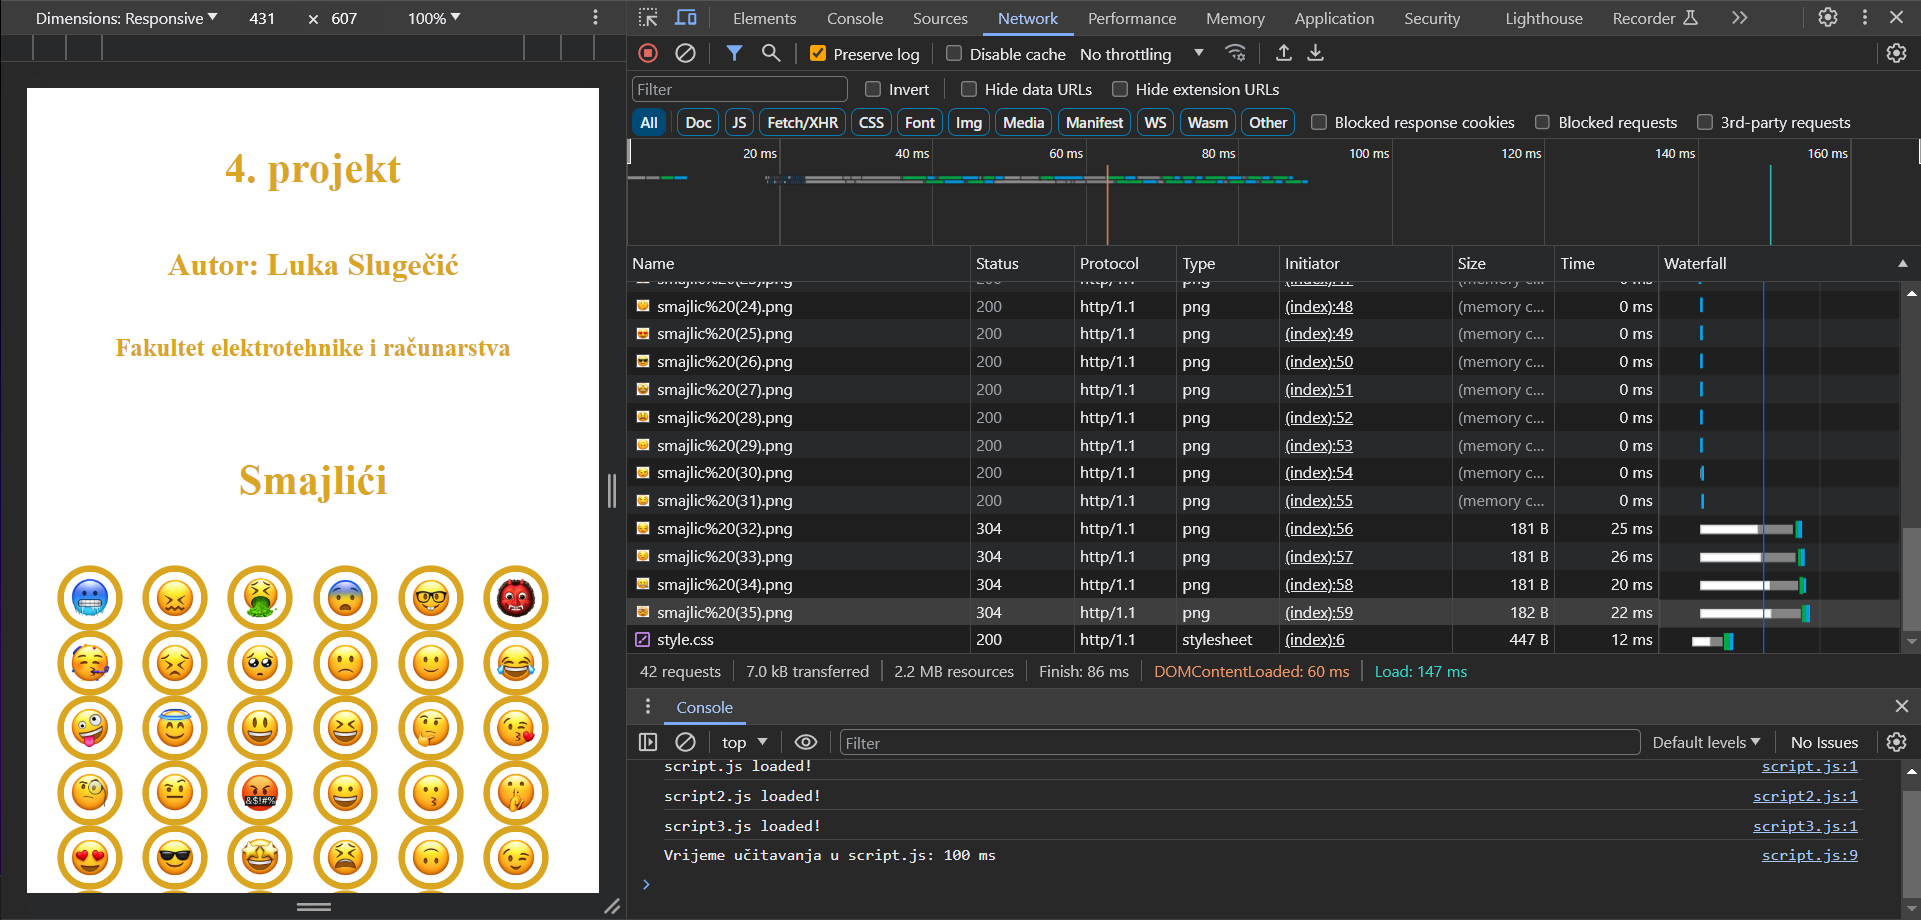 Dimensions: Responsive 431 × 607 100%
Elements Console Sources Network Performance Memory Application Security Lighthouse Recorder
Preserve log Disable cache No throttling
Filter Invert Hide data URLs Hide extension URLs
All Doc JS Fetch/XHR CSS Font Img Media Manifest WS Wasm Other Blocked response cookies Blocked requests 3rd-party requests
20 ms 40 ms 60 ms 80 ms 100 ms 120 ms 140 ms 160 ms
4. projekt
Autor: Luka Slugečić
Fakultet elektrotehnike i računarstva
Smajlići
&$!#%
Name Status Protocol Type Initiator Size Time Waterfall
smajlic%20(24).png 200 http/1.1 png (index):48 (memory c... 0 ms
smajlic%20(25).png 200 http/1.1 png (index):49 (memory c... 0 ms
smajlic%20(26).png 200 http/1.1 png (index):50 (memory c... 0 ms
smajlic%20(27).png 200 http/1.1 png (index):51 (memory c... 0 ms
smajlic%20(28).png 200 http/1.1 png (index):52 (memory c... 0 ms
smajlic%20(29).png 200 http/1.1 png (index):53 (memory c... 0 ms
smajlic%20(30).png 200 http/1.1 png (index):54 (memory c... 0 ms
smajlic%20(31).png 200 http/1.1 png (index):55 (memory c... 0 ms
smajlic%20(32).png 304 http/1.1 png (index):56 181 B 25 ms
smajlic%20(33).png 304 http/1.1 png (index):57 181 B 26 ms
smajlic%20(34).png 304 http/1.1 png (index):58 181 B 20 ms
smajlic%20(35).png 304 http/1.1 png (index):59 182 B 22 ms
style.css 200 http/1.1 stylesheet (index):6 447 B 12 ms
42 requests 7.0 kB transferred 2.2 MB resources Finish: 86 ms DOMContentLoaded: 60 ms Load: 147 ms
Console
top Filter Default levels No Issues
script.js loaded! script.js:1
script2.js loaded! script2.js:1
script3.js loaded! script3.js:1
Vrijeme učitavanja u script.js: 100 ms script.js:9